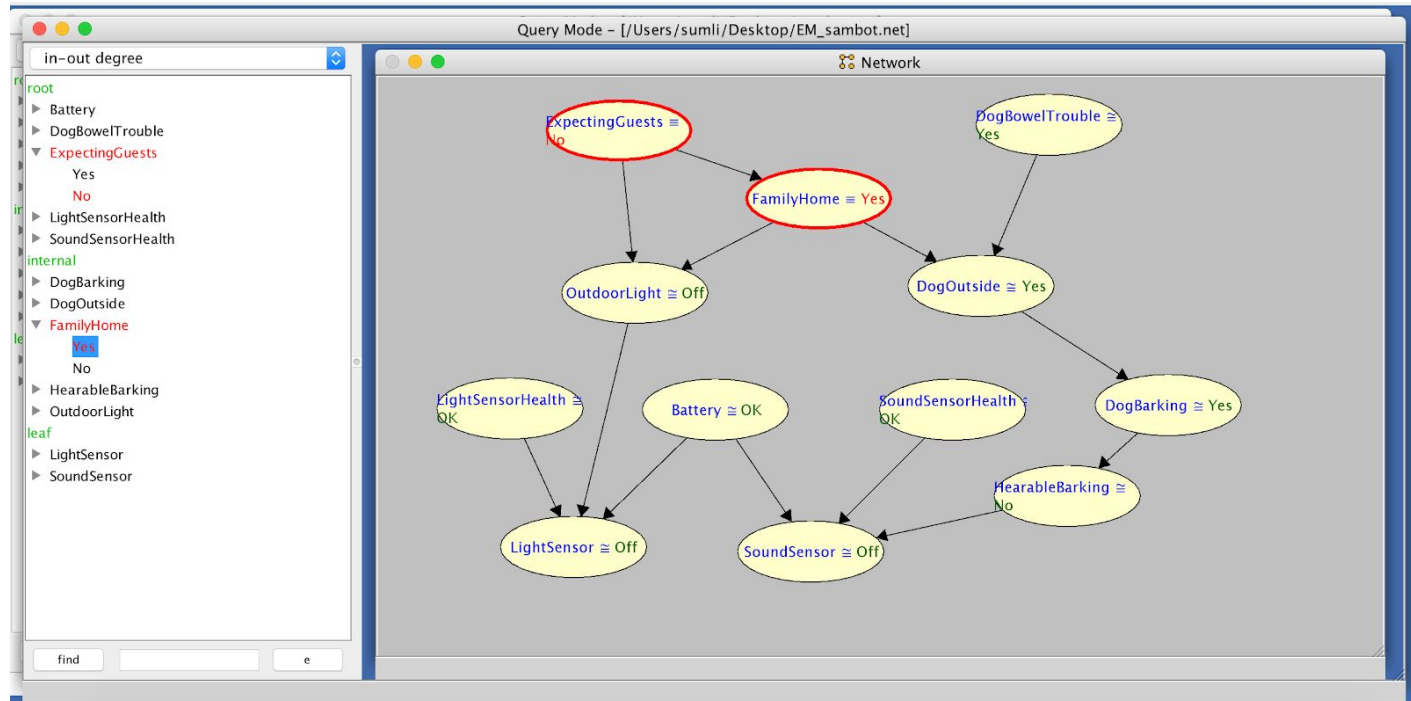 Query Mode – [/Users/sumli/Desktop/EM_sambot.net]
in-out degree
root
Battery
DogBowelTrouble
ExpectingGuests
Yes
No
LightSensorHealth
SoundSensorHealth
internal
DogBarking
DogOutside
FamilyHome
Yes
No
HearableBarking
OutdoorLight
leaf
LightSensor
SoundSensor
find
e
Network
ExpectingGuests ≅
No
DogBowelTrouble ≅
Yes
FamilyHome ≅ Yes
OutdoorLight ≅ Off
DogOutside ≅ Yes
LightSensorHealth ≅
OK
Battery ≅ OK
SoundSensorHealth ≅
OK
DogBarking ≅ Yes
HearableBarking ≅
No
LightSensor ≅ Off
SoundSensor ≅ Off